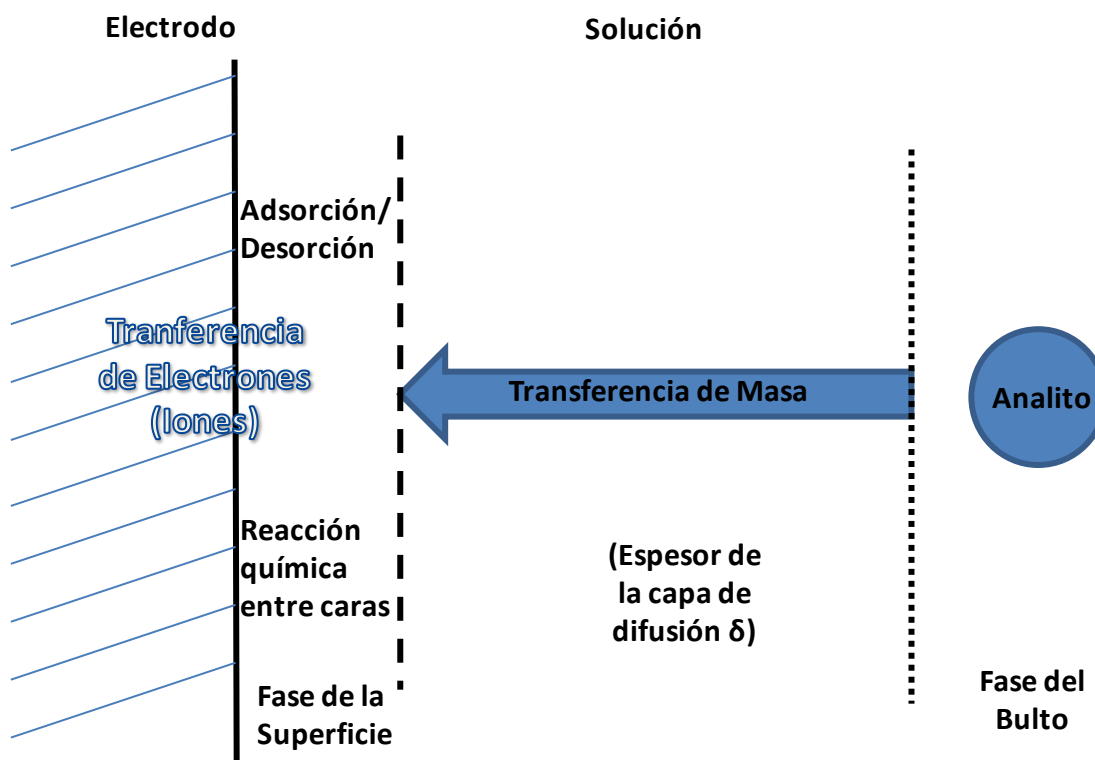 Electrodo
Solución
Adsorción/
Desorción
Tranferencia
de Electrones
(Iones)
Transferencia de Masa
Analito
Reacción
química
entre caras
(Espesor de
la capa de
difusión δ)
Fase de la
Superficie
Fase del
Bulto